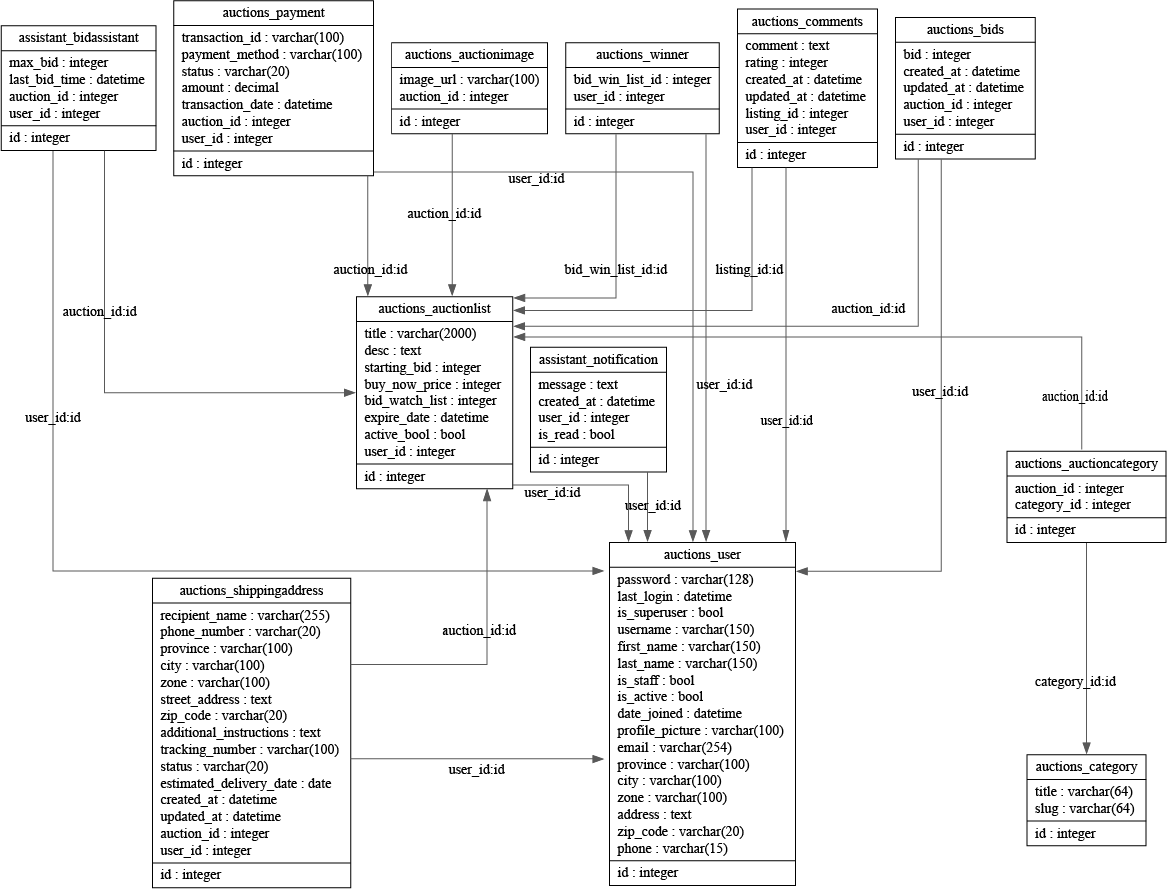 assistant_bidassistant
max_bid : integer
last_bid_time : datetime
auction_id : integer
user_id : integer
id : integer
auctions_payment
transaction_id : varchar(100)
payment_method : varchar(100)
status : varchar(20)
amount : decimal
transaction_date : datetime
auction_id : integer
user_id : integer
id : integer
auctions_auctionimage
image_url : varchar(100)
auction_id : integer
id : integer
auctions_winner
bid_win_list_id : integer
user_id : integer
id : integer
auctions_comments
comment : text
rating : integer
created_at : datetime
updated_at : datetime
listing_id : integer
user_id : integer
id : integer
auctions_bids
bid : integer
created_at : datetime
updated_at : datetime
auction_id : integer
user_id : integer
id : integer
user_id:id
auction_id:id
auction_id:id
bid_win_list_id:id
listing_id:id
auction_id:id
auction_id:id
auctions_auctionlist
title : varchar(2000)
desc : text
starting_bid : integer
buy_now_price : integer
bid_watch_list : integer
expire_date : datetime
active_bool : bool
user_id : integer
id : integer
assistant_notification
message : text
created_at : datetime
user_id : integer
is_read : bool
id : integer
user_id:id
user_id:id
user_id:id
user_id:id
auction_id:id
auctions_auctioncategory
auction_id : integer
category_id : integer
id : integer
user_id:id
user_id:id
auctions_user
password : varchar(128)
last_login : datetime
is_superuser : bool
username : varchar(150)
first_name : varchar(150)
last_name : varchar(150)
is_staff : bool
is_active : bool
date_joined : datetime
profile_picture : varchar(100)
email : varchar(254)
province : varchar(100)
city : varchar(100)
zone : varchar(100)
address : text
zip_code : varchar(20)
phone : varchar(15)
id : integer
auctions_shippingaddress
recipient_name : varchar(255)
phone_number : varchar(20)
province : varchar(100)
city : varchar(100)
zone : varchar(100)
street_address : text
zip_code : varchar(20)
additional_instructions : text
tracking_number : varchar(100)
status : varchar(20)
estimated_delivery_date : date
created_at : datetime
updated_at : datetime
auction_id : integer
user_id : integer
id : integer
auction_id:id
user_id:id
category_id:id
auctions_category
title : varchar(64)
slug : varchar(64)
id : integer